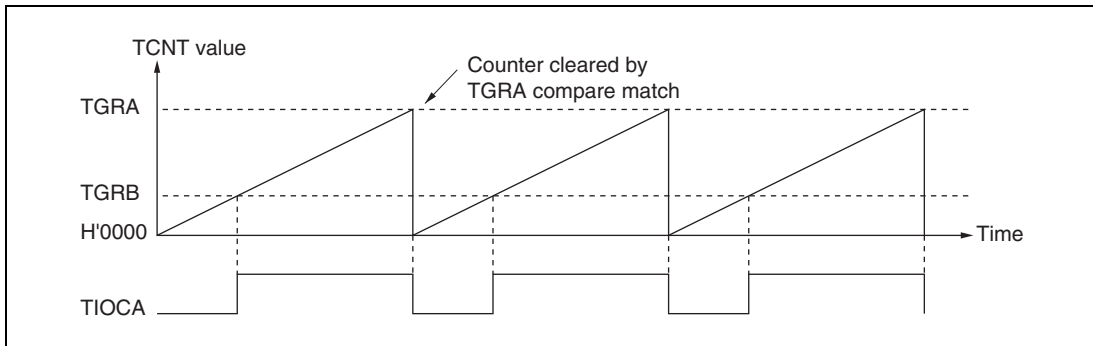 TCNT value
Counter cleared by
TGRA compare match
TGRA
TGRB
H'0000
Time
TIOCA